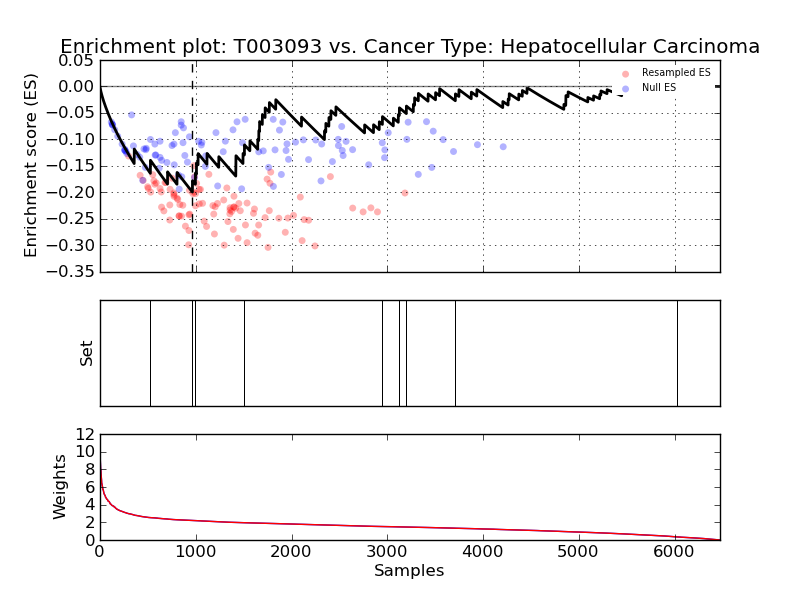 Enrichment plot: T003093 vs. Cancer Type: Hepatocellular Carcinoma
Enrichment score (ES)
0.05
0.00
−0.05
−0.10
−0.15
−0.20
−0.25
−0.30
−0.35
Resampled ES
Null ES
Set
Weights
12
10
8
6
4
2
0
0 1000 2000 3000 4000 5000 6000
Samples